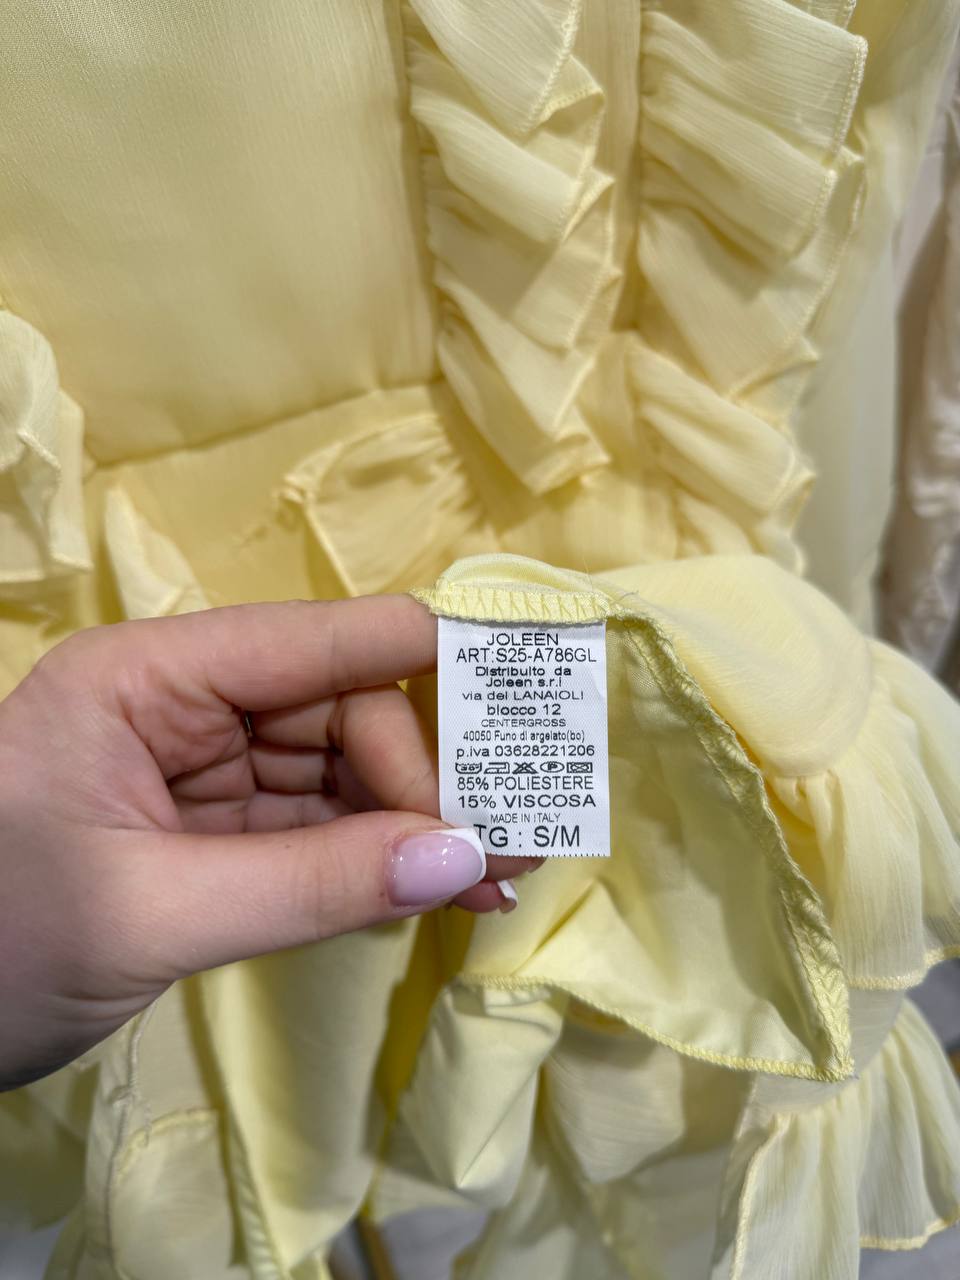 JOLEEN
ART:S25-A786GL
Distribuito da
Joleen s.r.l
via dei LANAIOLI
blocco 12
CENTERGROSS
40050 Funo di argelato(bo)
p.iva 03628221206
85% POLIESTERE
15% VISCOSA
MADE IN ITALY
TG : S/M